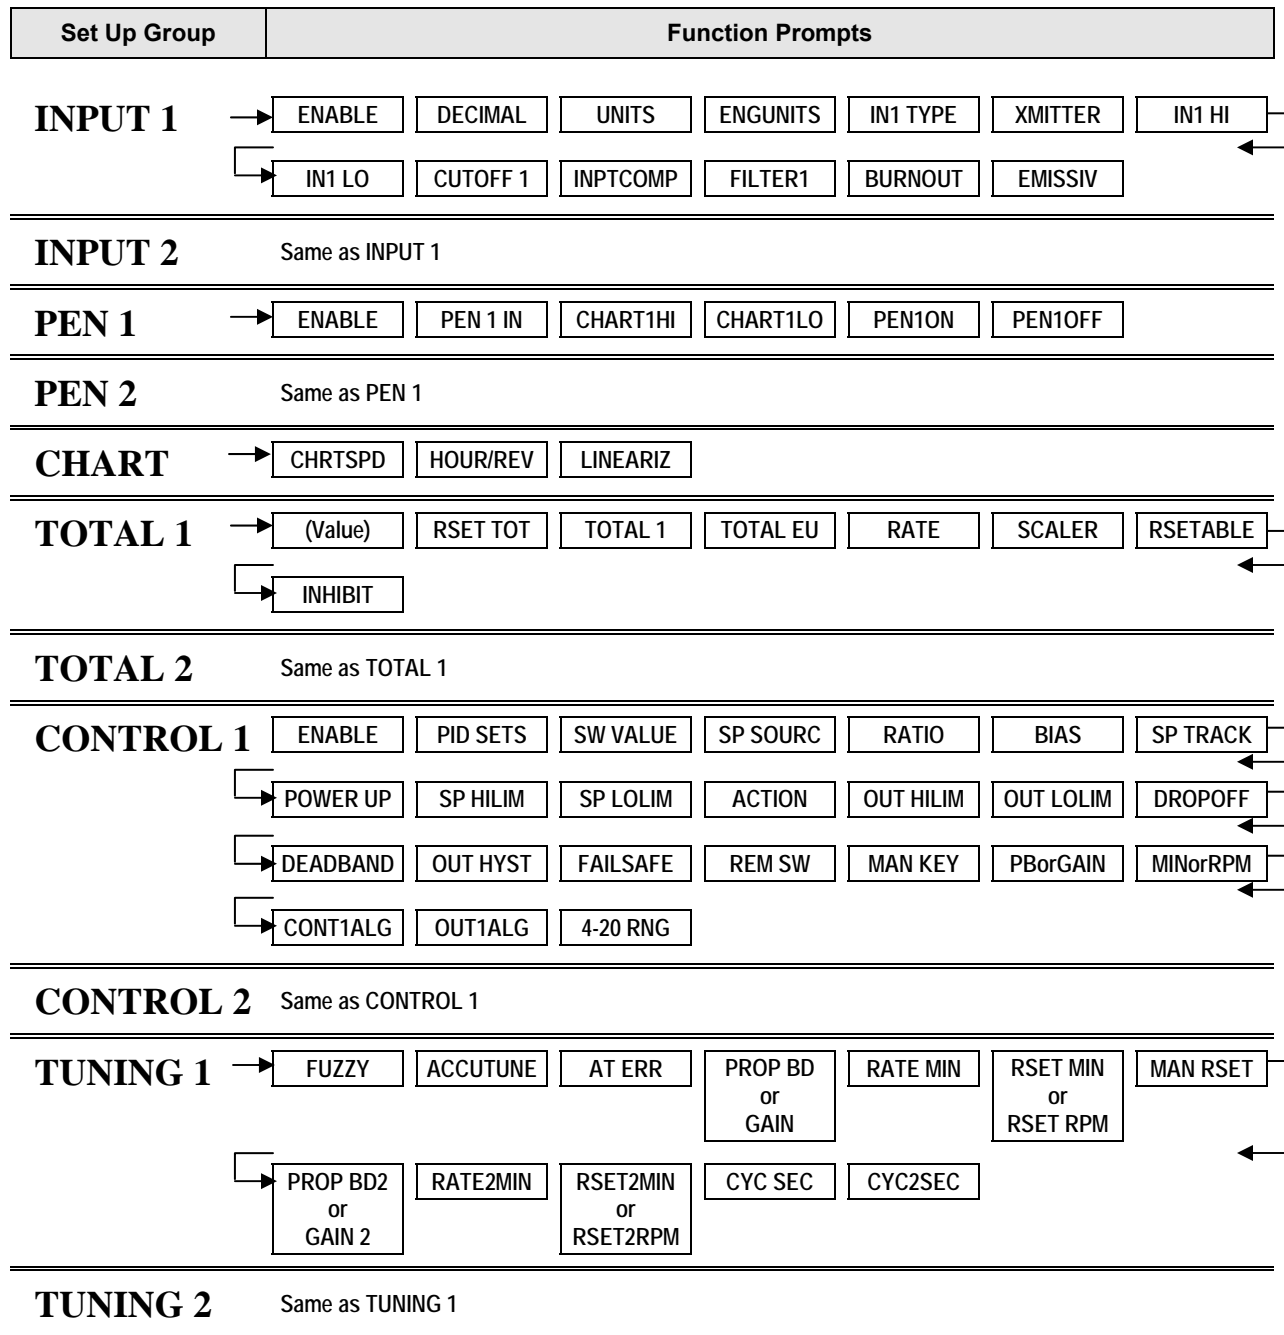 Set Up Group Function Prompts
INPUT 1 ENABLE DECIMAL UNITS ENGUNITS IN1 TYPE XMITTER IN1 HI
IN1 LO CUTOFF 1 INPTCOMP FILTER1 BURNOUT EMISSIV
INPUT 2 Same as INPUT 1
PEN 1 ENABLE PEN 1 IN CHART1HI CHART1LO PEN1ON PEN1OFF
PEN 2 Same as PEN 1
CHART CHRTSPD HOUR/REV LINEARIZ
TOTAL 1 (Value) RSET TOT TOTAL 1 TOTAL EU RATE SCALER RSETABLE
INHIBIT
TOTAL 2 Same as TOTAL 1
CONTROL 1 ENABLE PID SETS SW VALUE SP SOURC RATIO BIAS SP TRACK
POWER UP SP HILIM SP LOLIM ACTION OUT HILIM OUT LOLIM DROPOFF
DEADBAND OUT HYST FAILSAFE REM SW MAN KEY PBorGAIN MINorRPM
CONT1ALG OUT1ALG 4-20 RNG
CONTROL 2 Same as CONTROL 1
TUNING 1 FUZZY ACCUTUNE AT ERR PROP BD RATE MIN RSET MIN MAN RSET
or or
GAIN RSET RPM
PROP BD2 RATE2MIN RSET2MIN CYC SEC CYC2SEC
or or
GAIN 2 RSET2RPM
TUNING 2 Same as TUNING 1